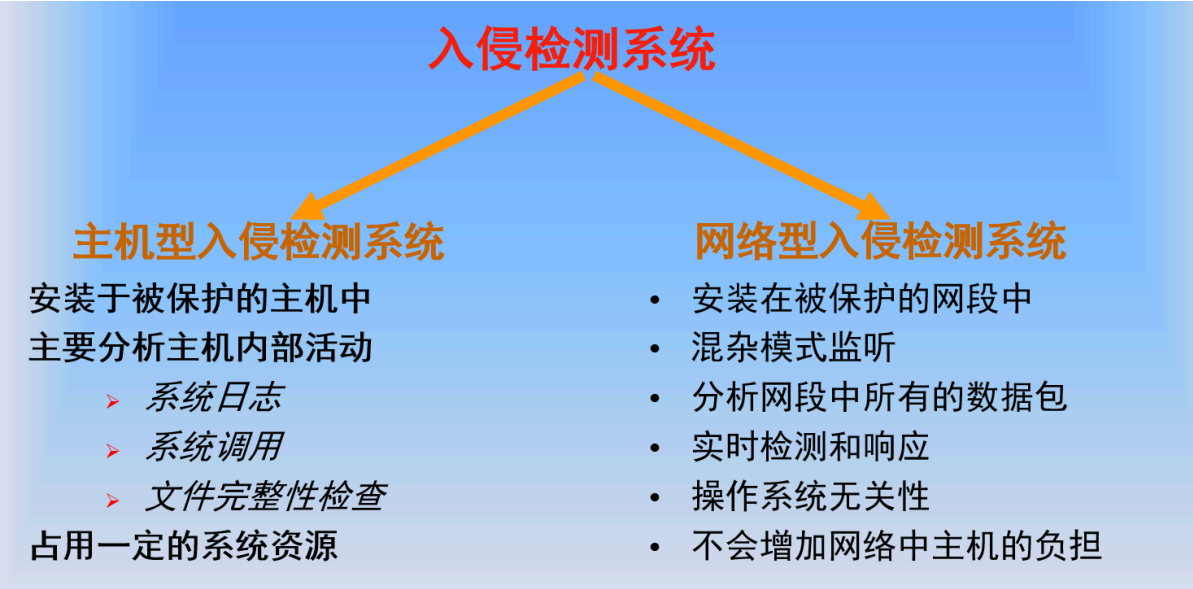 入侵检测系统
主机型入侵检测系统
安装于被保护的主机中
主要分析主机内部活动
系统日志
系统调用
文件完整性检查
占用一定的系统资源
网络型入侵检测系统
• 安装在被保护的网段中
• 混杂模式监听
• 分析网段中所有的数据包
• 实时检测和响应
• 操作系统无关性
• 不会增加网络中主机的负担